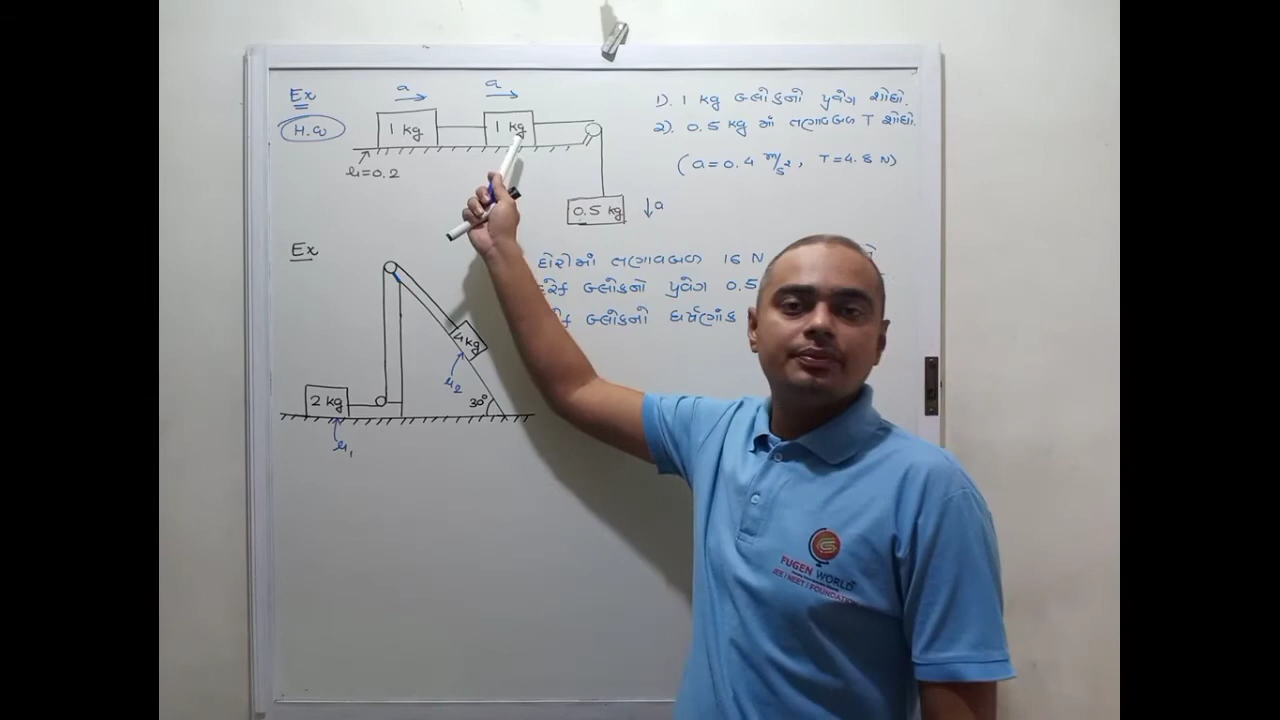 Ex
H.W
a
a
1 kg
1 kg
μ=0.2
0.5 kg
↓a
1). 1 kg બ્લોકનો પ્રવેગ શોધો.
2). 0.5 kg માં તણાવબળ T શોધો.
(a=0.4 m/s², T=4.8 N)
Ex
4 kg
μ₂
30°
2 kg
μ₁
દોરીમાં તણાવબળ 16 N
બ્લોકનો પ્રવેગ 0.5
બ્લોકનો ઘર્ષણાંક
FUGEN WORLD
JEE | NEET | FOUNDATION